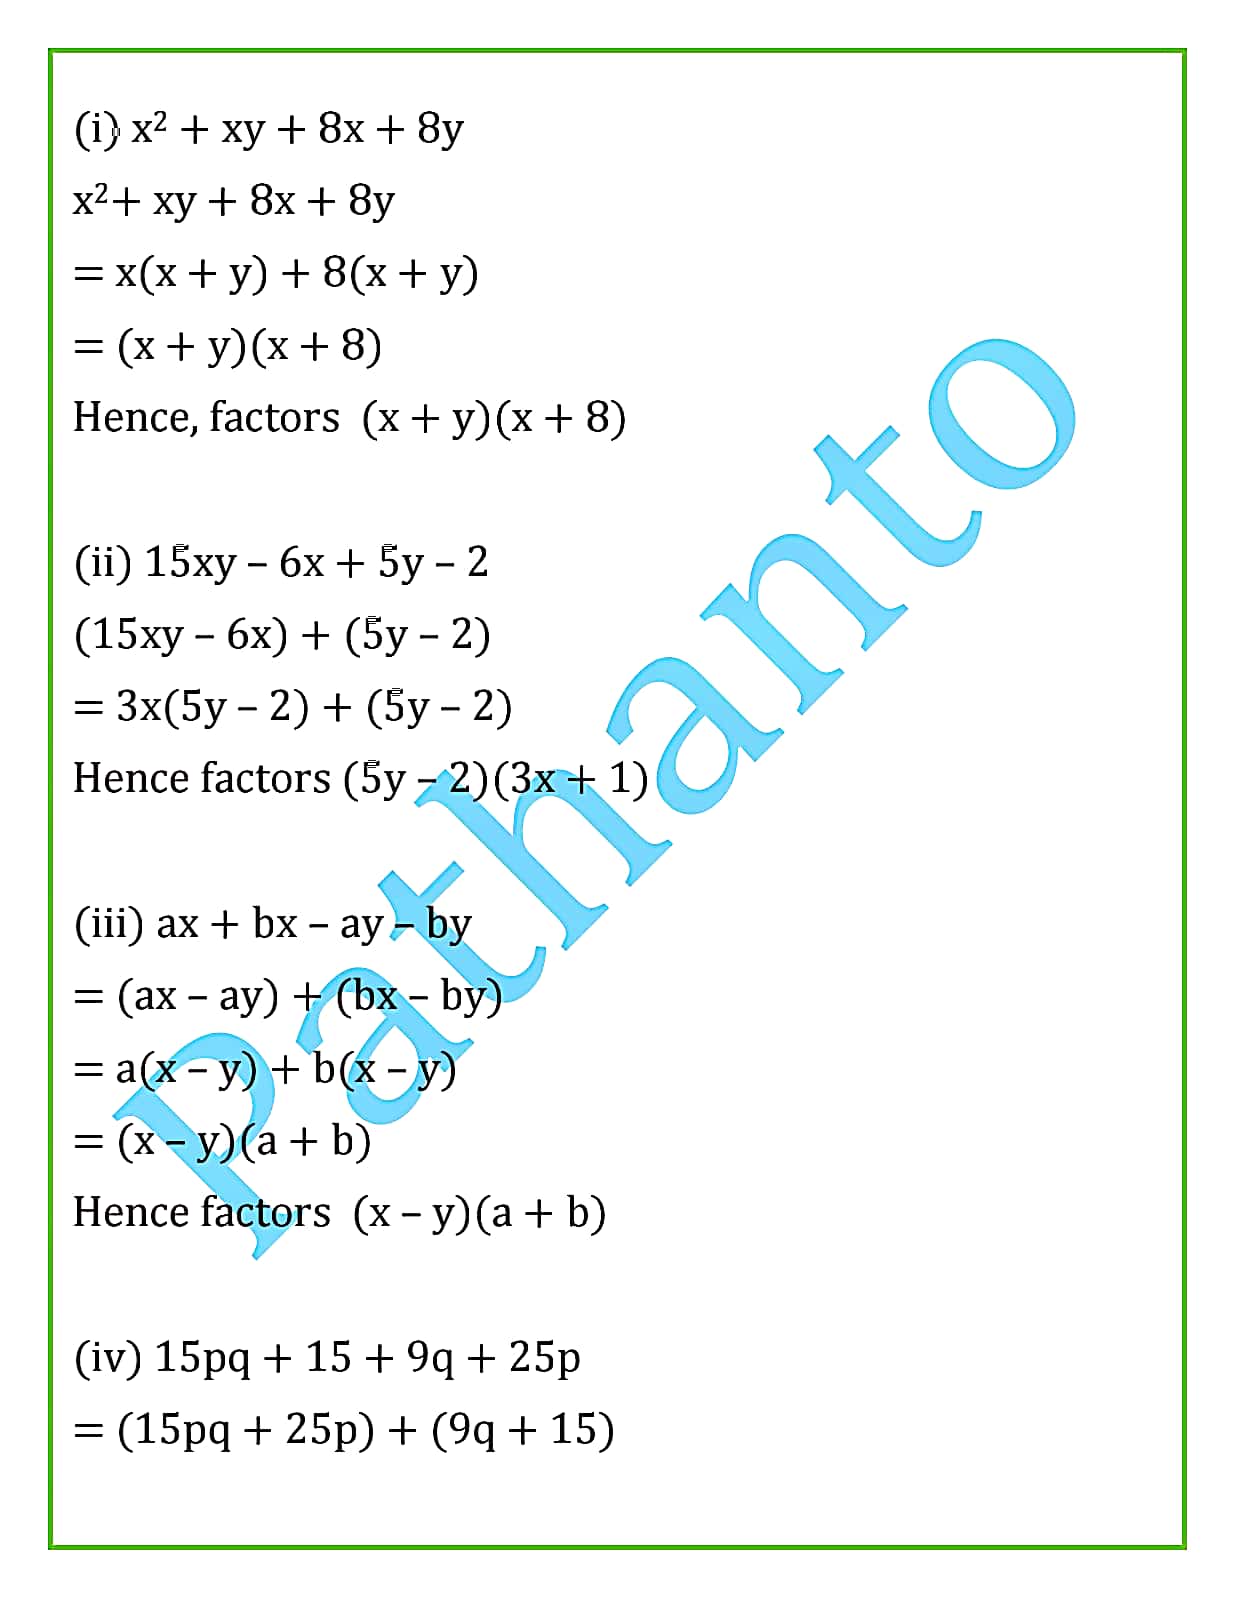 (i) x² + xy + 8x + 8y
x²+ xy + 8x + 8y
= x(x + y) + 8(x + y)
= (x + y)(x + 8)
Hence, factors  (x + y)(x + 8)
(ii) 15xy – 6x + 5y – 2
(15xy – 6x) + (5y – 2)
= 3x(5y – 2) + (5y – 2)
Hence factors (5y – 2)(3x + 1)
(iii) ax + bx – ay – by
= (ax – ay) + (bx – by)
= a(x – y) + b(x – y)
= (x – y)(a + b)
Hence factors  (x – y)(a + b)
(iv) 15pq + 15 + 9q + 25p
= (15pq + 25p) + (9q + 15)
Pathanto